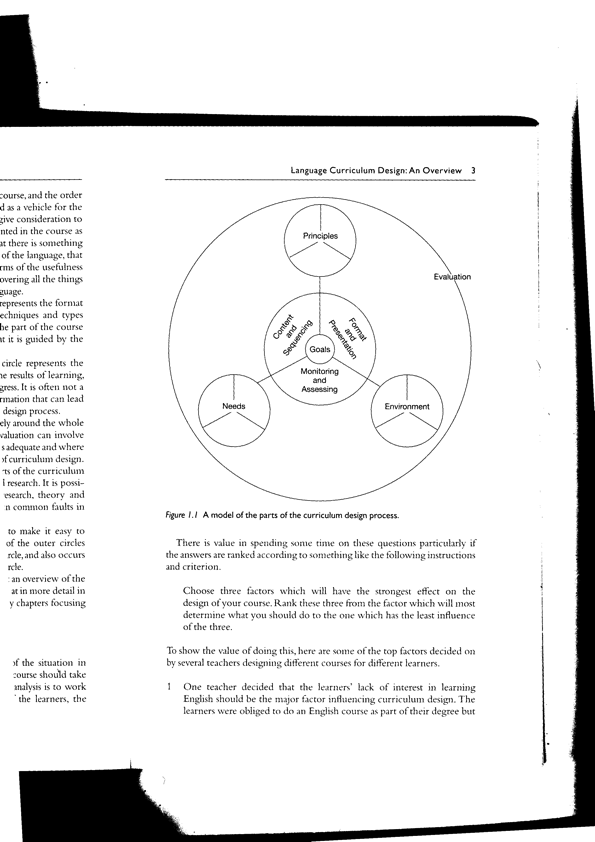 course, and the order
d as a vehicle for the
give consideration to
nted in the course as
at there is something
of the language, that
rms of the usefulness
overing all the things
guage.
represents the format
echniques and types
he part of the course
at it is guided by the
circle represents the
he results of learning,
gress. It is often not a
rmation that can lead
design process.
ely around the whole
valuation can involve
s adequate and where
of curriculum design.
rts of the curriculum
l research. It is possi-
esearch, theory and
n common faults in
to make it easy to
of the outer circles
rcle, and also occurs
rcle.
an overview of the
at in more detail in
y chapters focusing
of the situation in
course should take
analysis is to work
the learners, the
Language Curriculum Design: An Overview 3
Principles
Evaluation
Content
and
Sequencing
Format
and
Presentation
Goals
Monitoring
and
Assessing
Needs
Environment
Figure 1.1 A model of the parts of the curriculum design process.
There is value in spending some time on these questions particularly if
the answers are ranked according to something like the following instructions
and criterion.
Choose three factors which will have the strongest effect on the
design of your course. Rank these three from the factor which will most
determine what you should do to the one which has the least influence
of the three.
To show the value of doing this, here are some of the top factors decided on
by several teachers designing different courses for different learners.
1 One teacher decided that the learners' lack of interest in learning
English should be the major factor influencing curriculum design. The
learners were obliged to do an English course as part of their degree but